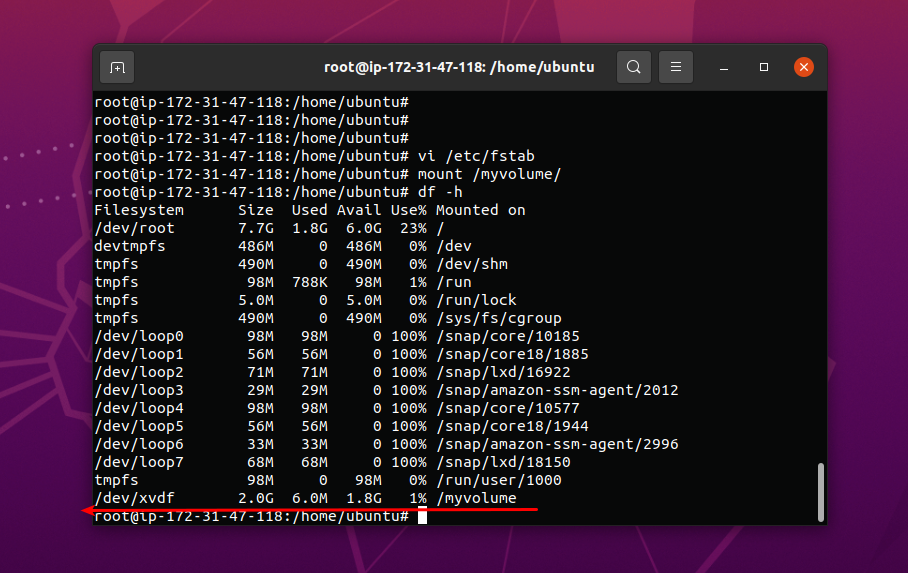 root@ip-172-31-47-118: /home/ubuntu
root@ip-172-31-47-118:/home/ubuntu#
root@ip-172-31-47-118:/home/ubuntu#
root@ip-172-31-47-118:/home/ubuntu#
root@ip-172-31-47-118:/home/ubuntu# vi /etc/fstab
root@ip-172-31-47-118:/home/ubuntu# mount /myvolume/
root@ip-172-31-47-118:/home/ubuntu# df -h
Filesystem      Size  Used Avail Use% Mounted on
/dev/root       7.7G  1.8G  6.0G  23% /
devtmpfs        486M     0  486M   0% /dev
tmpfs           490M     0  490M   0% /dev/shm
tmpfs            98M  788K   98M   1% /run
tmpfs           5.0M     0  5.0M   0% /run/lock
tmpfs           490M     0  490M   0% /sys/fs/cgroup
/dev/loop0       98M   98M     0 100% /snap/core/10185
/dev/loop1       56M   56M     0 100% /snap/core18/1885
/dev/loop2       71M   71M     0 100% /snap/lxd/16922
/dev/loop3       29M   29M     0 100% /snap/amazon-ssm-agent/2012
/dev/loop4       98M   98M     0 100% /snap/core/10577
/dev/loop5       56M   56M     0 100% /snap/core18/1944
/dev/loop6       33M   33M     0 100% /snap/amazon-ssm-agent/2996
/dev/loop7       68M   68M     0 100% /snap/lxd/18150
tmpfs            98M     0   98M   0% /run/user/1000
/dev/xvdf       2.0G  6.0M  1.8G   1% /myvolume
root@ip-172-31-47-118:/home/ubuntu#